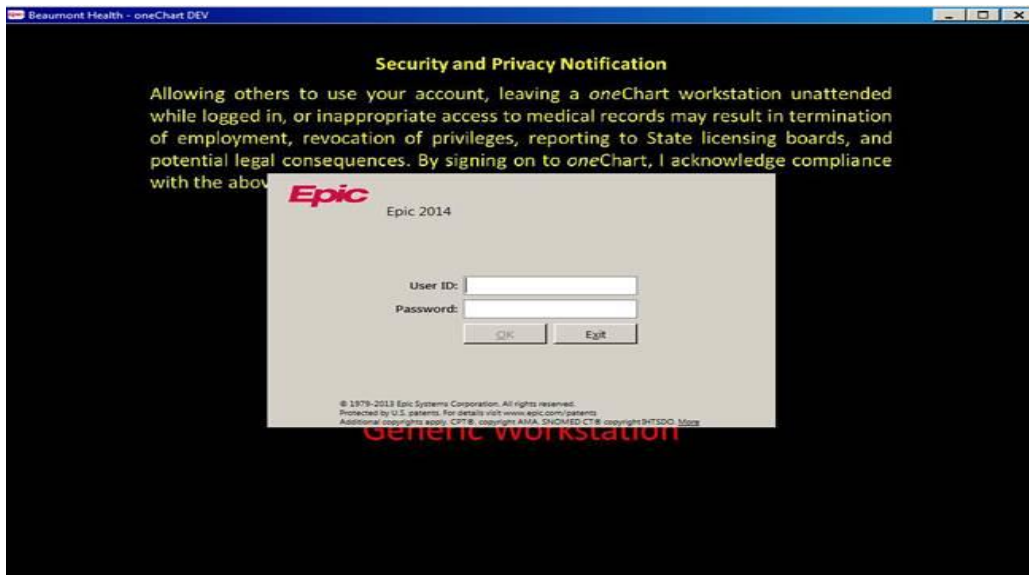 Beaumont Health - oneChart DEV
Security and Privacy Notification
Allowing others to use your account, leaving a oneChart workstation unattended
while logged in, or inappropriate access to medical records may result in termination
of employment, revocation of privileges, reporting to State licensing boards, and
potential legal consequences. By signing on to oneChart, I acknowledge compliance
with the abov
Epic
Epic 2014
User ID:
Password:
OK Exit
© 1979-2013 Epic Systems Corporation. All rights reserved.
Protected by U.S. patents. For details visit www.epic.com/patents
Additional copyrights apply. CPT®, copyright AMA. SNOMED CT® copyright IHTSDO. More
Generic Workstation